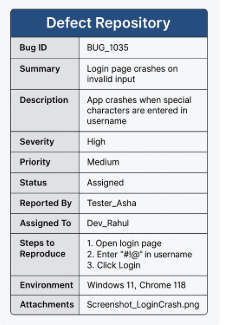 Defect Repository
Bug ID BUG_1035
Summary Login page crashes on
invalid input
Description App crashes when special
characters are entered in
username
Severity High
Priority Medium
Status Assigned
Reported By Tester_Asha
Assigned To Dev_Rahul
Steps to 1. Open login page
Reproduce 2. Enter "#!@" in username
3. Click Login
Environment Windows 11, Chrome 118
Attachments Screenshot_LoginCrash.png